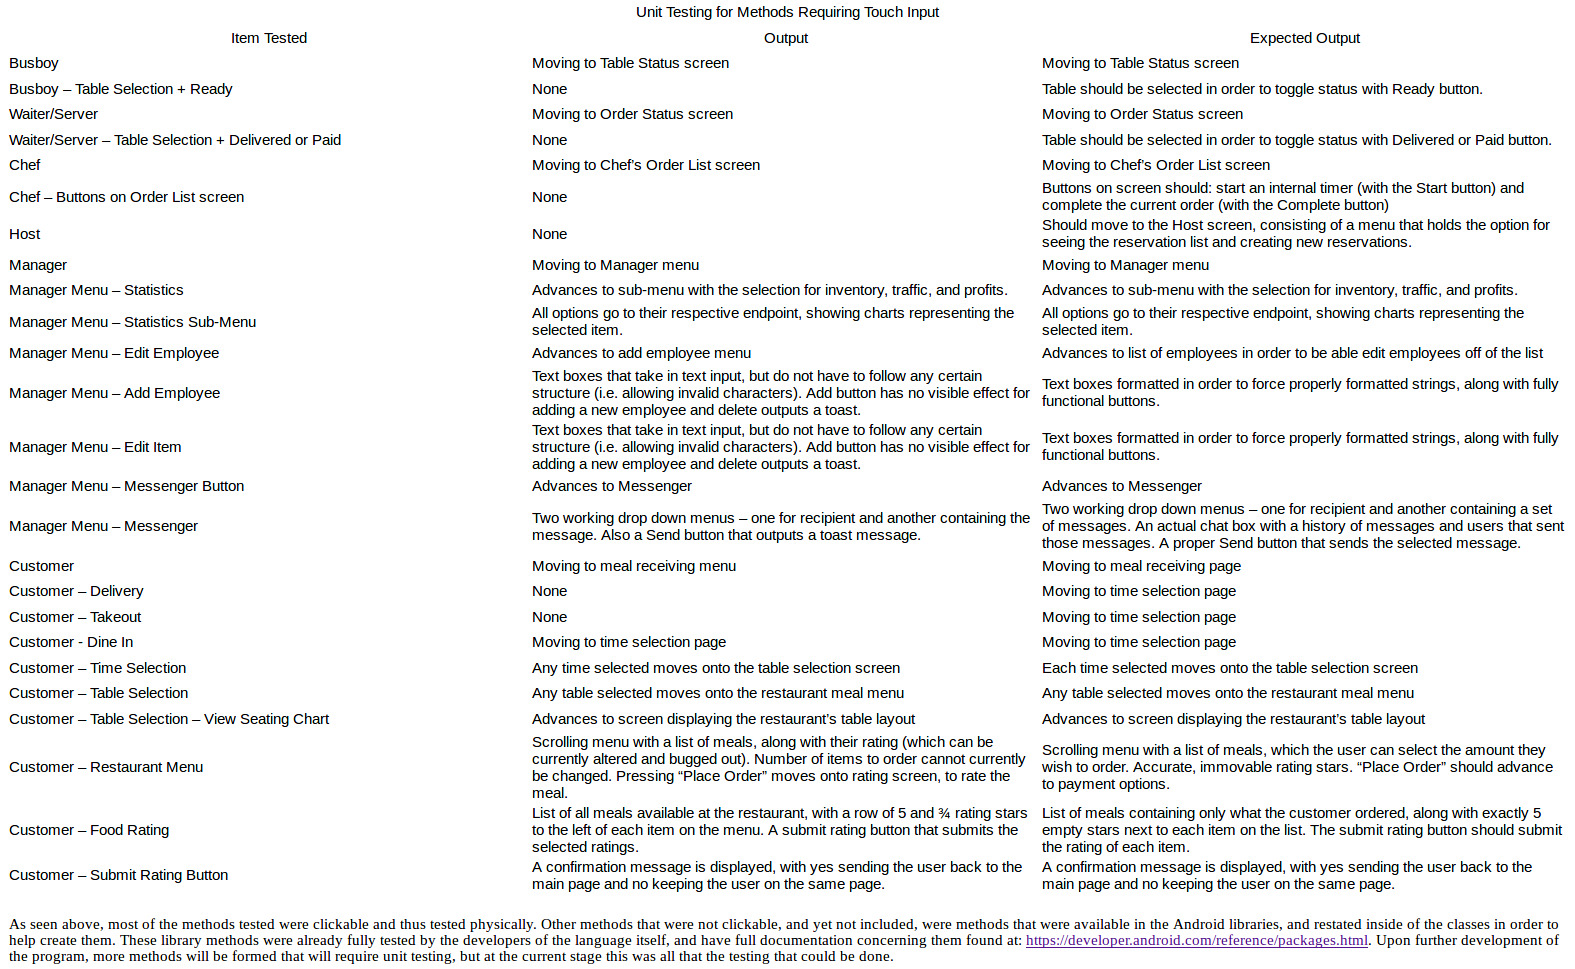 Unit Testing for Methods Requiring Touch Input
Item Tested Output Expected Output
Busboy Moving to Table Status screen Moving to Table Status screen
Busboy – Table Selection + Ready None Table should be selected in order to toggle status with Ready button.
Waiter/Server Moving to Order Status screen Moving to Order Status screen
Waiter/Server – Table Selection + Delivered or Paid None Table should be selected in order to toggle status with Delivered or Paid button.
Chef Moving to Chef’s Order List screen Moving to Chef’s Order List screen
Chef – Buttons on Order List screen None Buttons on screen should: start an internal timer (with the Start button) and
complete the current order (with the Complete button)
Host None Should move to the Host screen, consisting of a menu that holds the option for
seeing the reservation list and creating new reservations.
Manager Moving to Manager menu Moving to Manager menu
Manager Menu – Statistics Advances to sub-menu with the selection for inventory, traffic, and profits. Advances to sub-menu with the selection for inventory, traffic, and profits.
Manager Menu – Statistics Sub-Menu
All options go to their respective endpoint, showing charts representing the
selected item.
All options go to their respective endpoint, showing charts representing the
selected item.
Manager Menu – Edit Employee Advances to add employee menu Advances to list of employees in order to be able edit employees off of the list
Manager Menu – Add Employee
Text boxes that take in text input, but do not have to follow any certain
structure (i.e. allowing invalid characters). Add button has no visible effect for
adding a new employee and delete outputs a toast.
Text boxes formatted in order to force properly formatted strings, along with fully
functional buttons.
Manager Menu – Edit Item
Text boxes that take in text input, but do not have to follow any certain
structure (i.e. allowing invalid characters). Add button has no visible effect for
adding a new employee and delete outputs a toast.
Text boxes formatted in order to force properly formatted strings, along with fully
functional buttons.
Manager Menu – Messenger Button Advances to Messenger Advances to Messenger
Manager Menu – Messenger
Two working drop down menus – one for recipient and another containing the
message. Also a Send button that outputs a toast message.
Two working drop down menus – one for recipient and another containing a set
of messages. An actual chat box with a history of messages and users that sent
those messages. A proper Send button that sends the selected message.
Customer Moving to meal receiving menu Moving to meal receiving page
Customer – Delivery None Moving to time selection page
Customer – Takeout None Moving to time selection page
Customer - Dine In Moving to time selection page Moving to time selection page
Customer – Time Selection Any time selected moves onto the table selection screen Each time selected moves onto the table selection screen
Customer – Table Selection Any table selected moves onto the restaurant meal menu Any table selected moves onto the restaurant meal menu
Customer – Table Selection – View Seating Chart Advances to screen displaying the restaurant’s table layout Advances to screen displaying the restaurant’s table layout
Customer – Restaurant Menu
Scrolling menu with a list of meals, along with their rating (which can be
currently altered and bugged out). Number of items to order cannot currently
be changed. Pressing “Place Order” moves onto rating screen, to rate the
meal.
Scrolling menu with a list of meals, which the user can select the amount they
wish to order. Accurate, immovable rating stars. “Place Order” should advance
to payment options.
Customer – Food Rating
List of all meals available at the restaurant, with a row of 5 and ¾ rating stars
to the left of each item on the menu. A submit rating button that submits the
selected ratings.
List of meals containing only what the customer ordered, along with exactly 5
empty stars next to each item on the list. The submit rating button should submit
the rating of each item.
Customer – Submit Rating Button
A confirmation message is displayed, with yes sending the user back to the
main page and no keeping the user on the same page.
A confirmation message is displayed, with yes sending the user back to the
main page and no keeping the user on the same page.
As seen above, most of the methods tested were clickable and thus tested physically. Other methods that were not clickable, and yet not included, were methods that were available in the Android libraries, and restated inside of the classes in order to
help create them. These library methods were already fully tested by the developers of the language itself, and have full documentation concerning them found at: https://developer.android.com/reference/packages.html. Upon further development of
the program, more methods will be formed that will require unit testing, but at the current stage this was all that the testing that could be done.